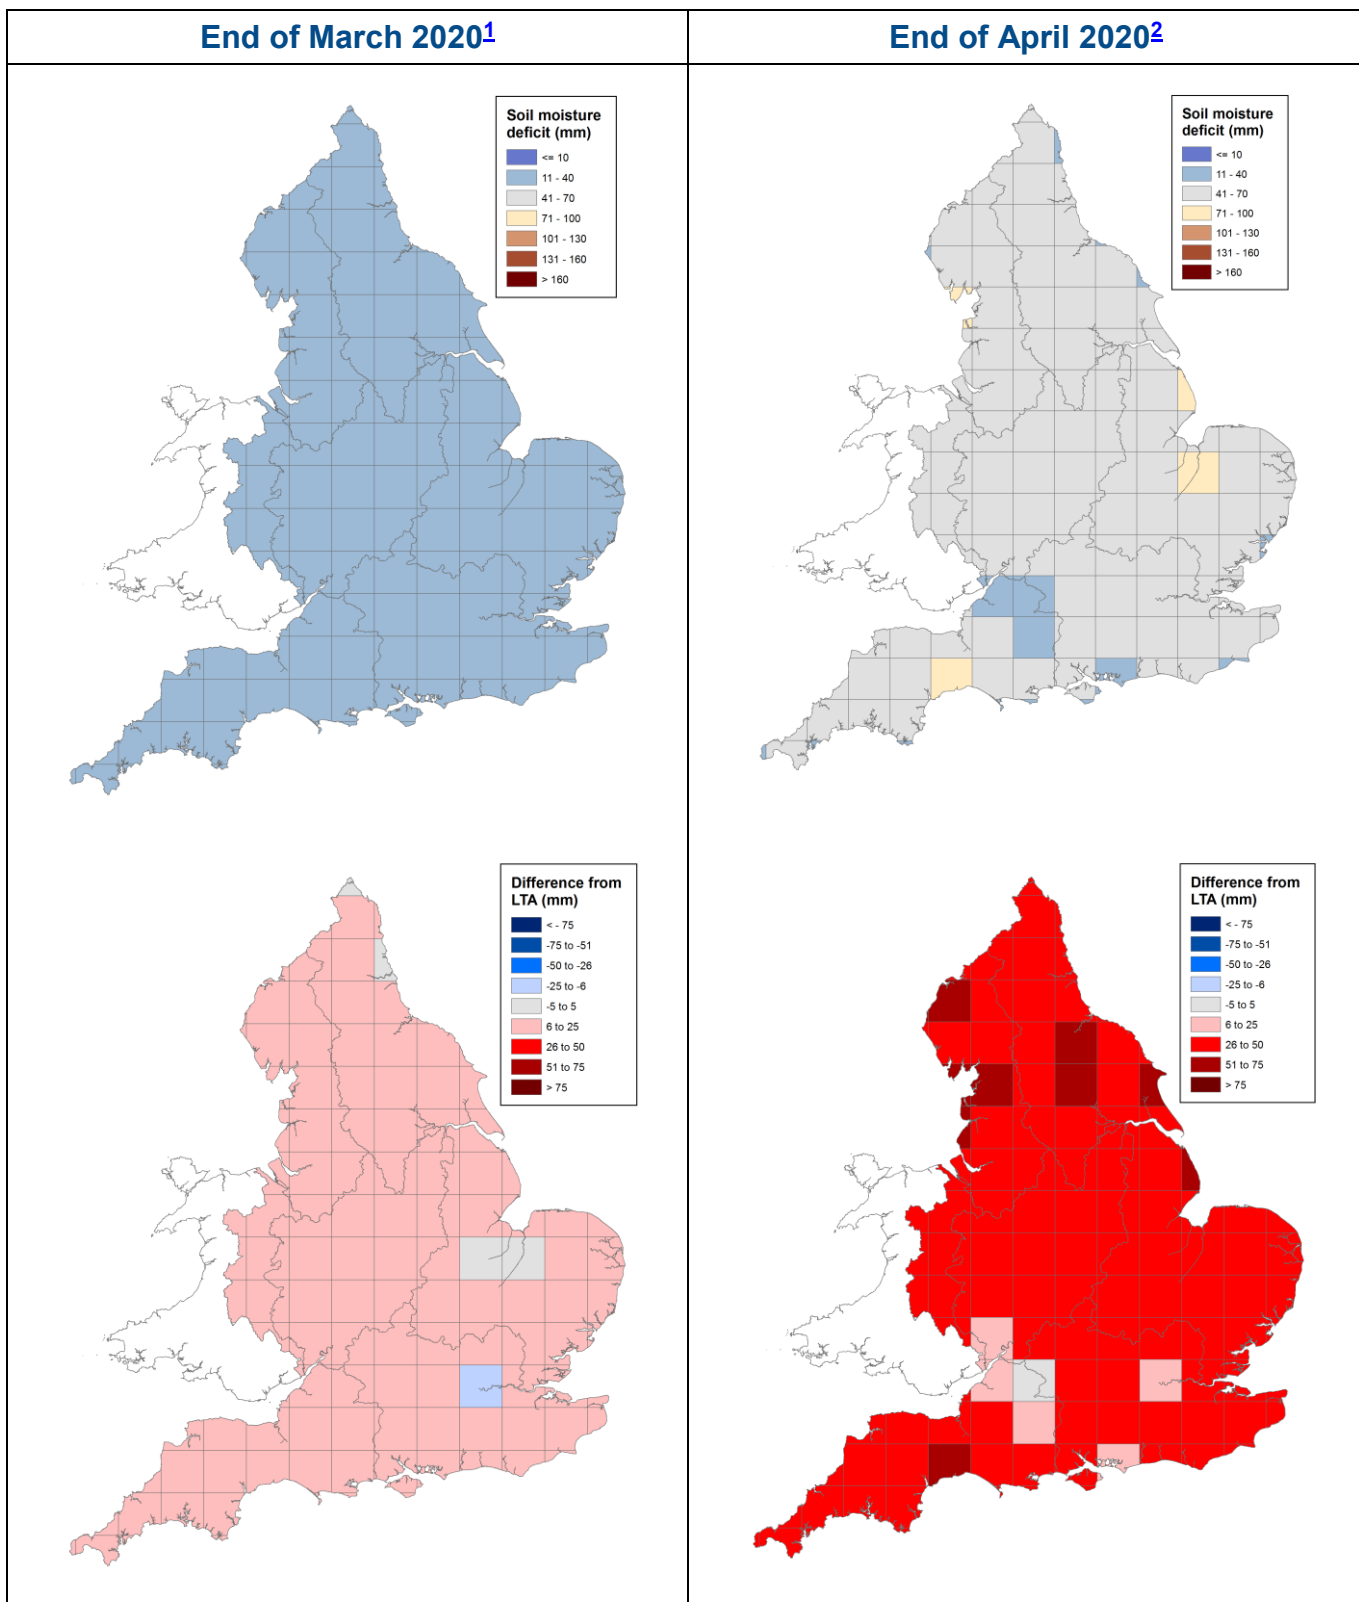 End of March 2020¹
End of April 2020²
Soil moisture
deficit (mm)
<= 10
11 - 40
41 - 70
71 - 100
101 - 130
131 - 160
> 160
Soil moisture
deficit (mm)
<= 10
11 - 40
41 - 70
71 - 100
101 - 130
131 - 160
> 160
Difference from
LTA (mm)
< - 75
-75 to -51
-50 to -26
-25 to -6
-5 to 5
6 to 25
26 to 50
51 to 75
> 75
Difference from
LTA (mm)
< - 75
-75 to -51
-50 to -26
-25 to -6
-5 to 5
6 to 25
26 to 50
51 to 75
> 75